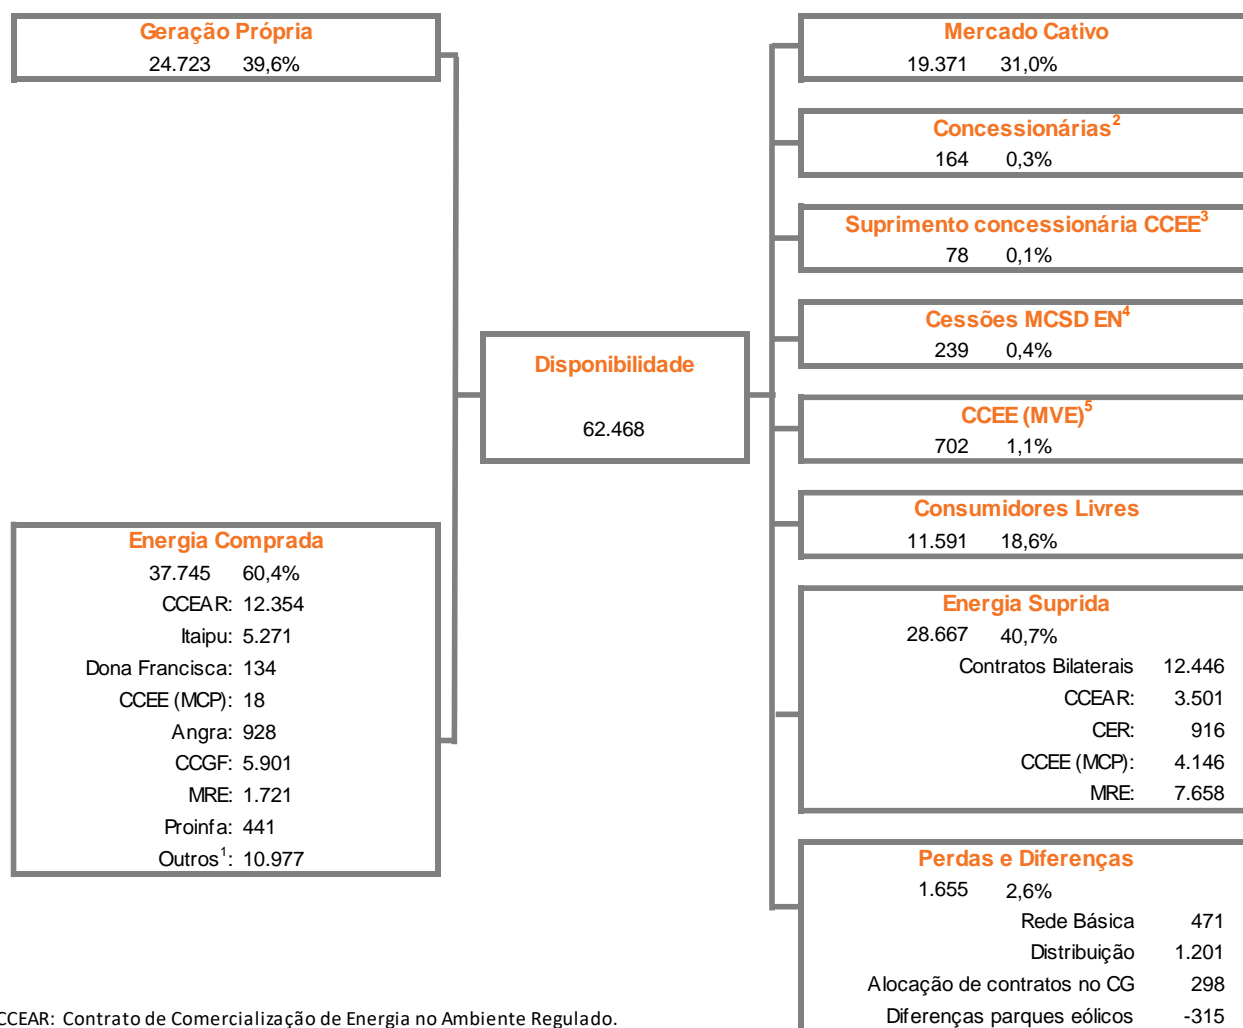 Geração Própria
24.723 39,6%
Energia Comprada
37.745 60,4%
CCEAR: 12.354
Itaipu: 5.271
Dona Francisca: 134
CCEE (MCP): 18
Angra: 928
CCGF: 5.901
MRE: 1.721
Proinfa: 441
Outros¹: 10.977
Disponibilidade
62.468
Mercado Cativo
19.371 31,0%
Concessionárias²
164 0,3%
Suprimento concessionária CCEE³
78 0,1%
Cessões MCSD EN⁴
239 0,4%
CCEE (MVE)⁵
702 1,1%
Consumidores Livres
11.591 18,6%
Energia Suprida
28.667 40,7%
Contratos Bilaterais 12.446
CCEAR: 3.501
CER: 916
CCEE (MCP): 4.146
MRE: 7.658
Perdas e Diferenças
1.655 2,6%
Rede Básica 471
Distribuição 1.201
Alocação de contratos no CG 298
Diferenças parques eólicos -315
CCEAR: Contrato de Comercialização de Energia no Ambiente Regulado.